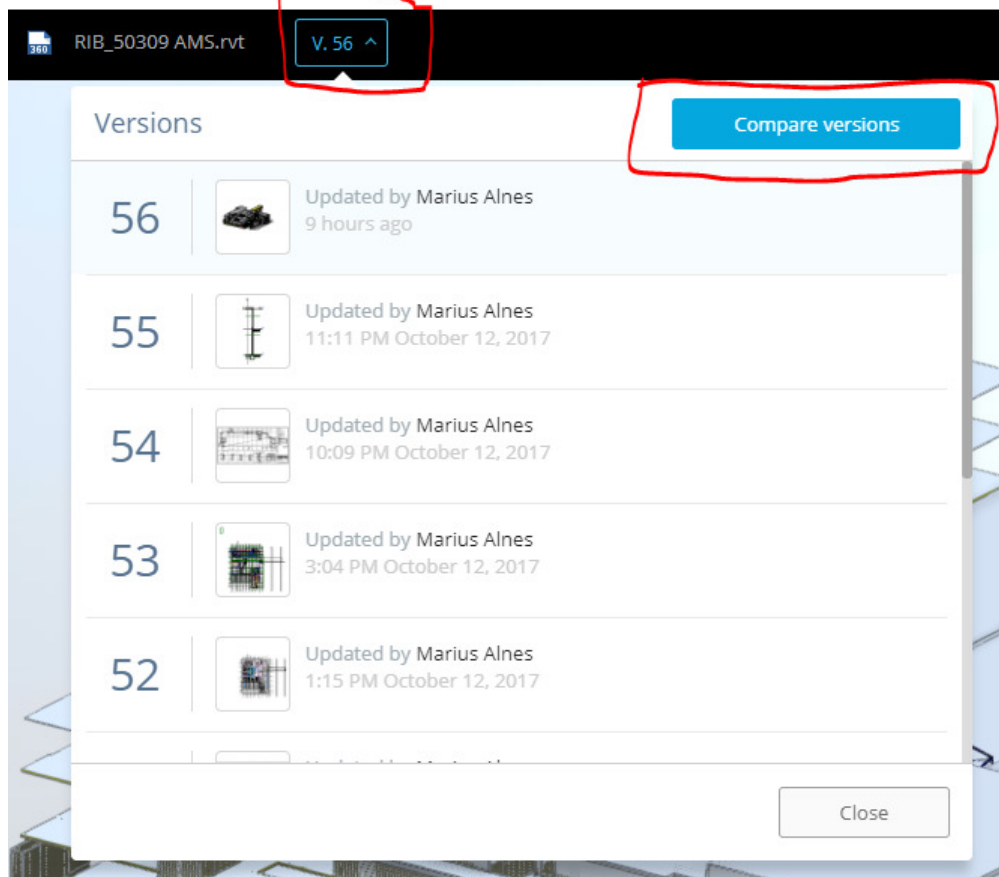 360 RIB_50309 AMS.rvt V. 56
Versions Compare versions
56 Updated by Marius Alnes
9 hours ago
55 Updated by Marius Alnes
11:11 PM October 12, 2017
54 Updated by Marius Alnes
10:09 PM October 12, 2017
53 Updated by Marius Alnes
3:04 PM October 12, 2017
52 Updated by Marius Alnes
1:15 PM October 12, 2017
Close